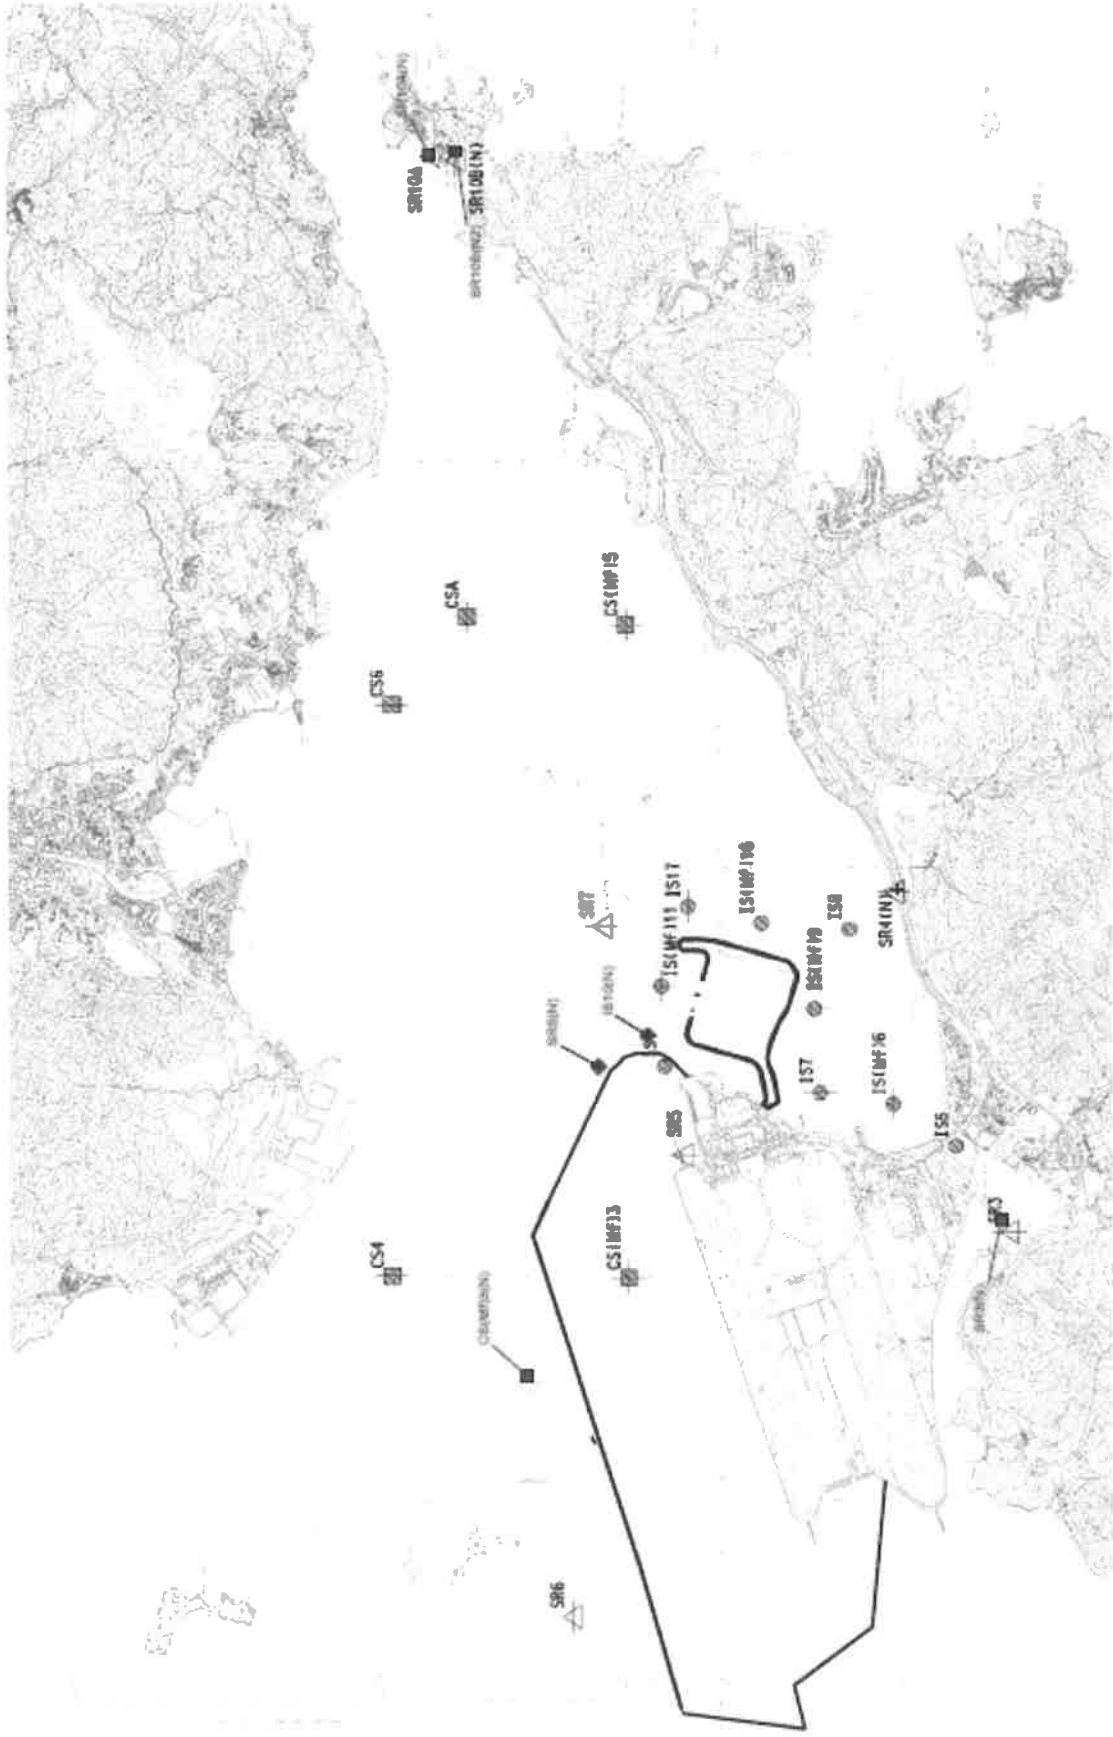 SR10A
SR10B(N)
CSA
CS(Mf)5
CS6
SR7
IS17
IS(Mf)11
IS(Mf)16
IS8
SR4(N)
IS(Mf)9
IS7
IS(Mf)6
IS6
SR5
CS4
CS(Mf)3
SR6